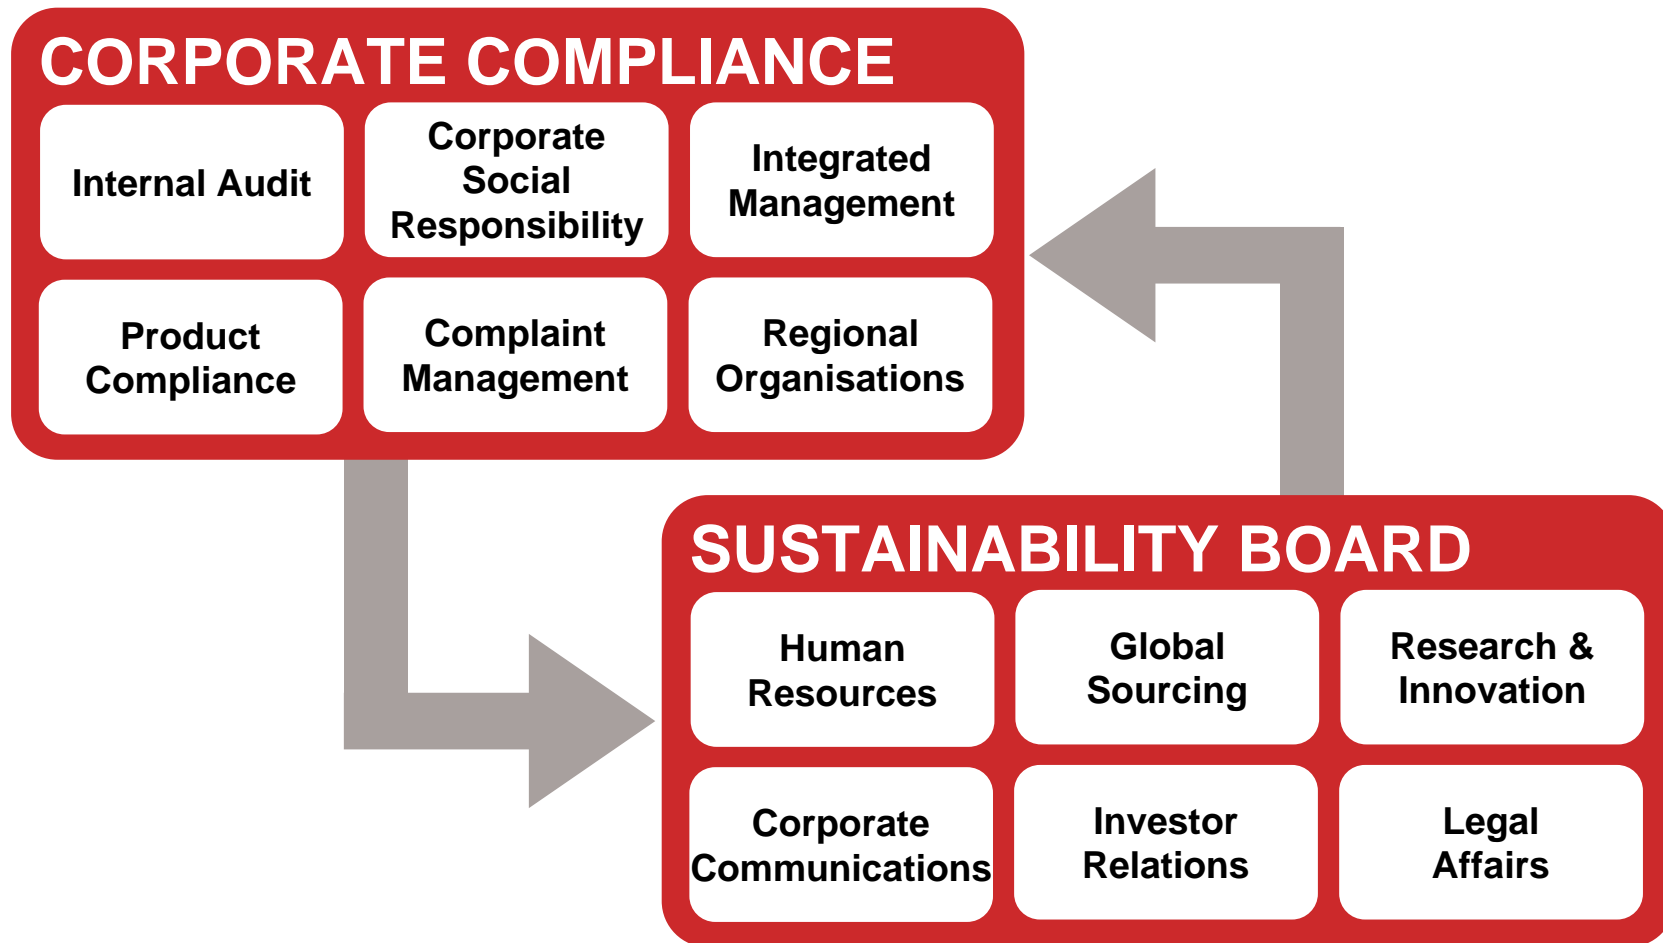 CORPORATE COMPLIANCE
Internal Audit
Corporate
Social
Responsibility
Integrated
Management
Product
Compliance
Complaint
Management
Regional
Organisations
SUSTAINABILITY BOARD
Human
Resources
Global
Sourcing
Research &
Innovation
Corporate
Communications
Investor
Relations
Legal
Affairs